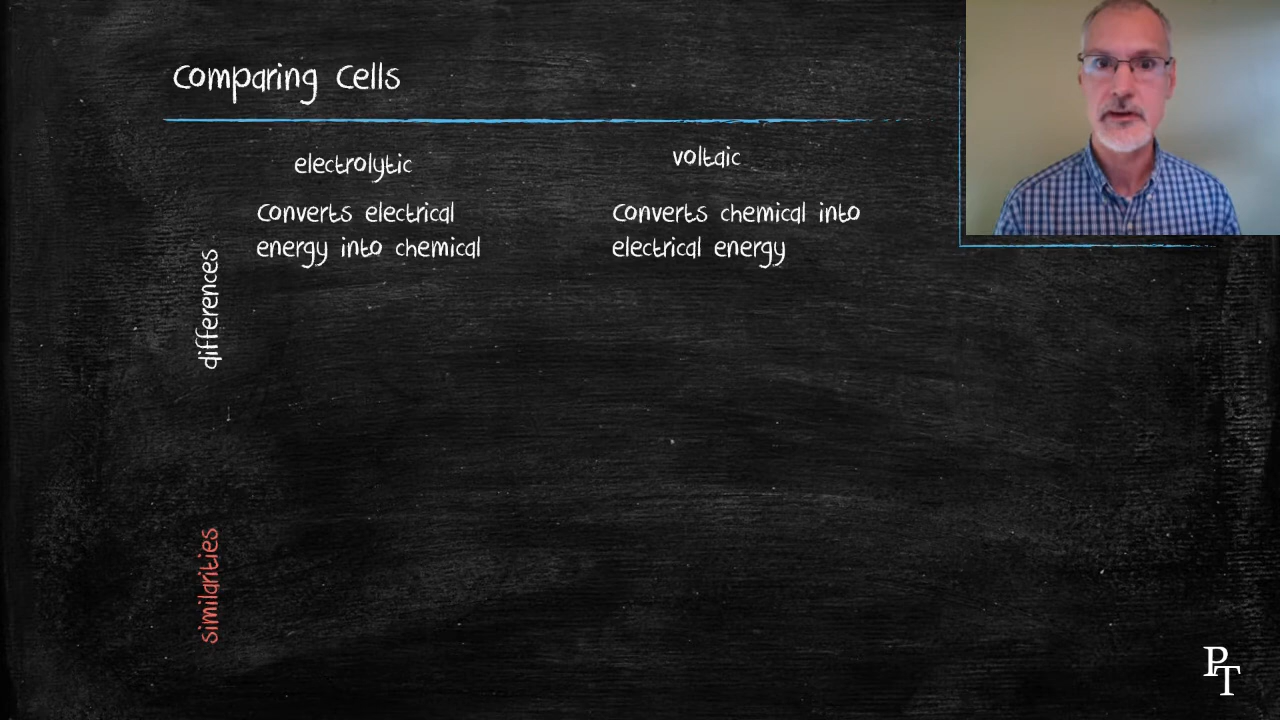 Comparing Cells
electrolytic
voltaic
Converts electrical
energy into chemical
Converts chemical into
electrical energy
differences
similarities
PT